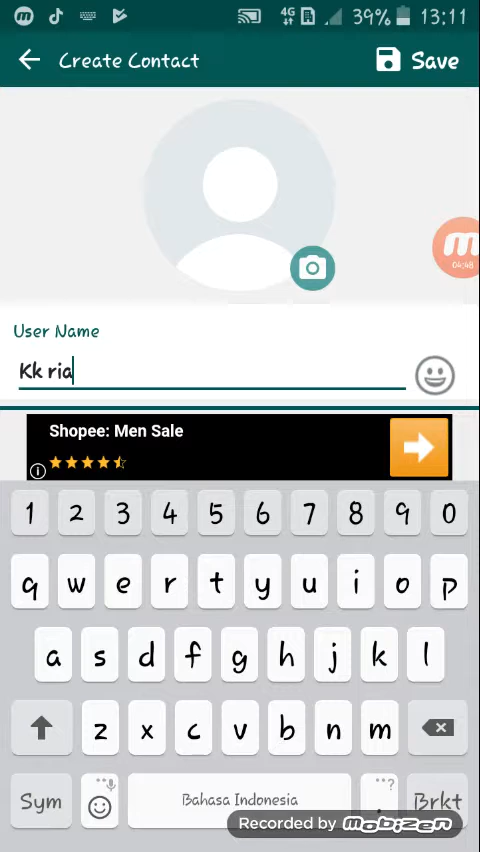 4G 39% 13:11
Create Contact Save
04:48
User Name
Kk ria
Shopee: Men Sale
1 2 3 4 5 6 7 8 9 0
q w e r t y u i o p
a s d f g h j k l
z x c v b n m
Sym Bahasa Indonesia . ? Brkt
Recorded by mobizen